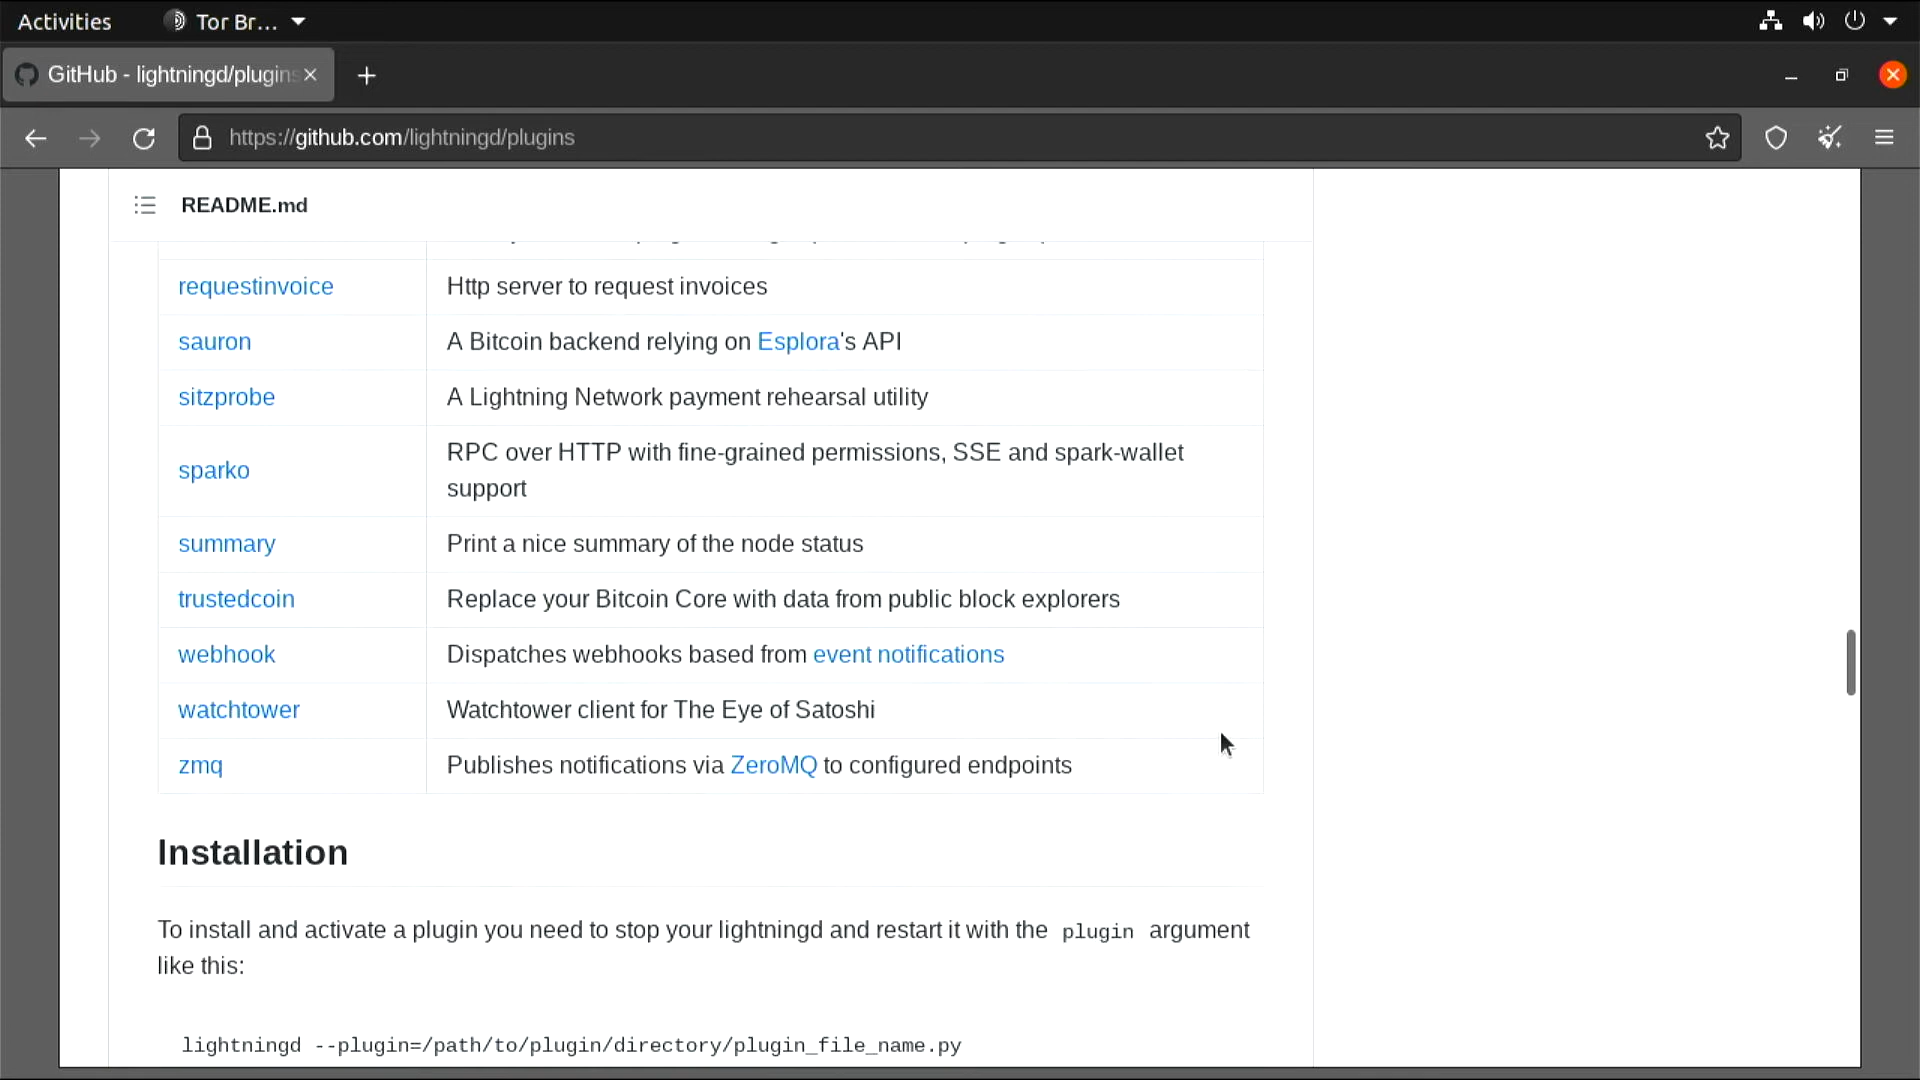 Activities
Tor Br...
GitHub - lightningd/plugins
https://github.com/lightningd/plugins
README.md
requestinvoice Http server to request invoices
sauron A Bitcoin backend relying on Esplora's API
sitzprobe A Lightning Network payment rehearsal utility
sparko RPC over HTTP with fine-grained permissions, SSE and spark-wallet
support
summary Print a nice summary of the node status
trustedcoin Replace your Bitcoin Core with data from public block explorers
webhook Dispatches webhooks based from event notifications
watchtower Watchtower client for The Eye of Satoshi
zmq Publishes notifications via ZeroMQ to configured endpoints
Installation
To install and activate a plugin you need to stop your lightningd and restart it with the plugin argument
like this:
lightningd --plugin=/path/to/plugin/directory/plugin_file_name.py